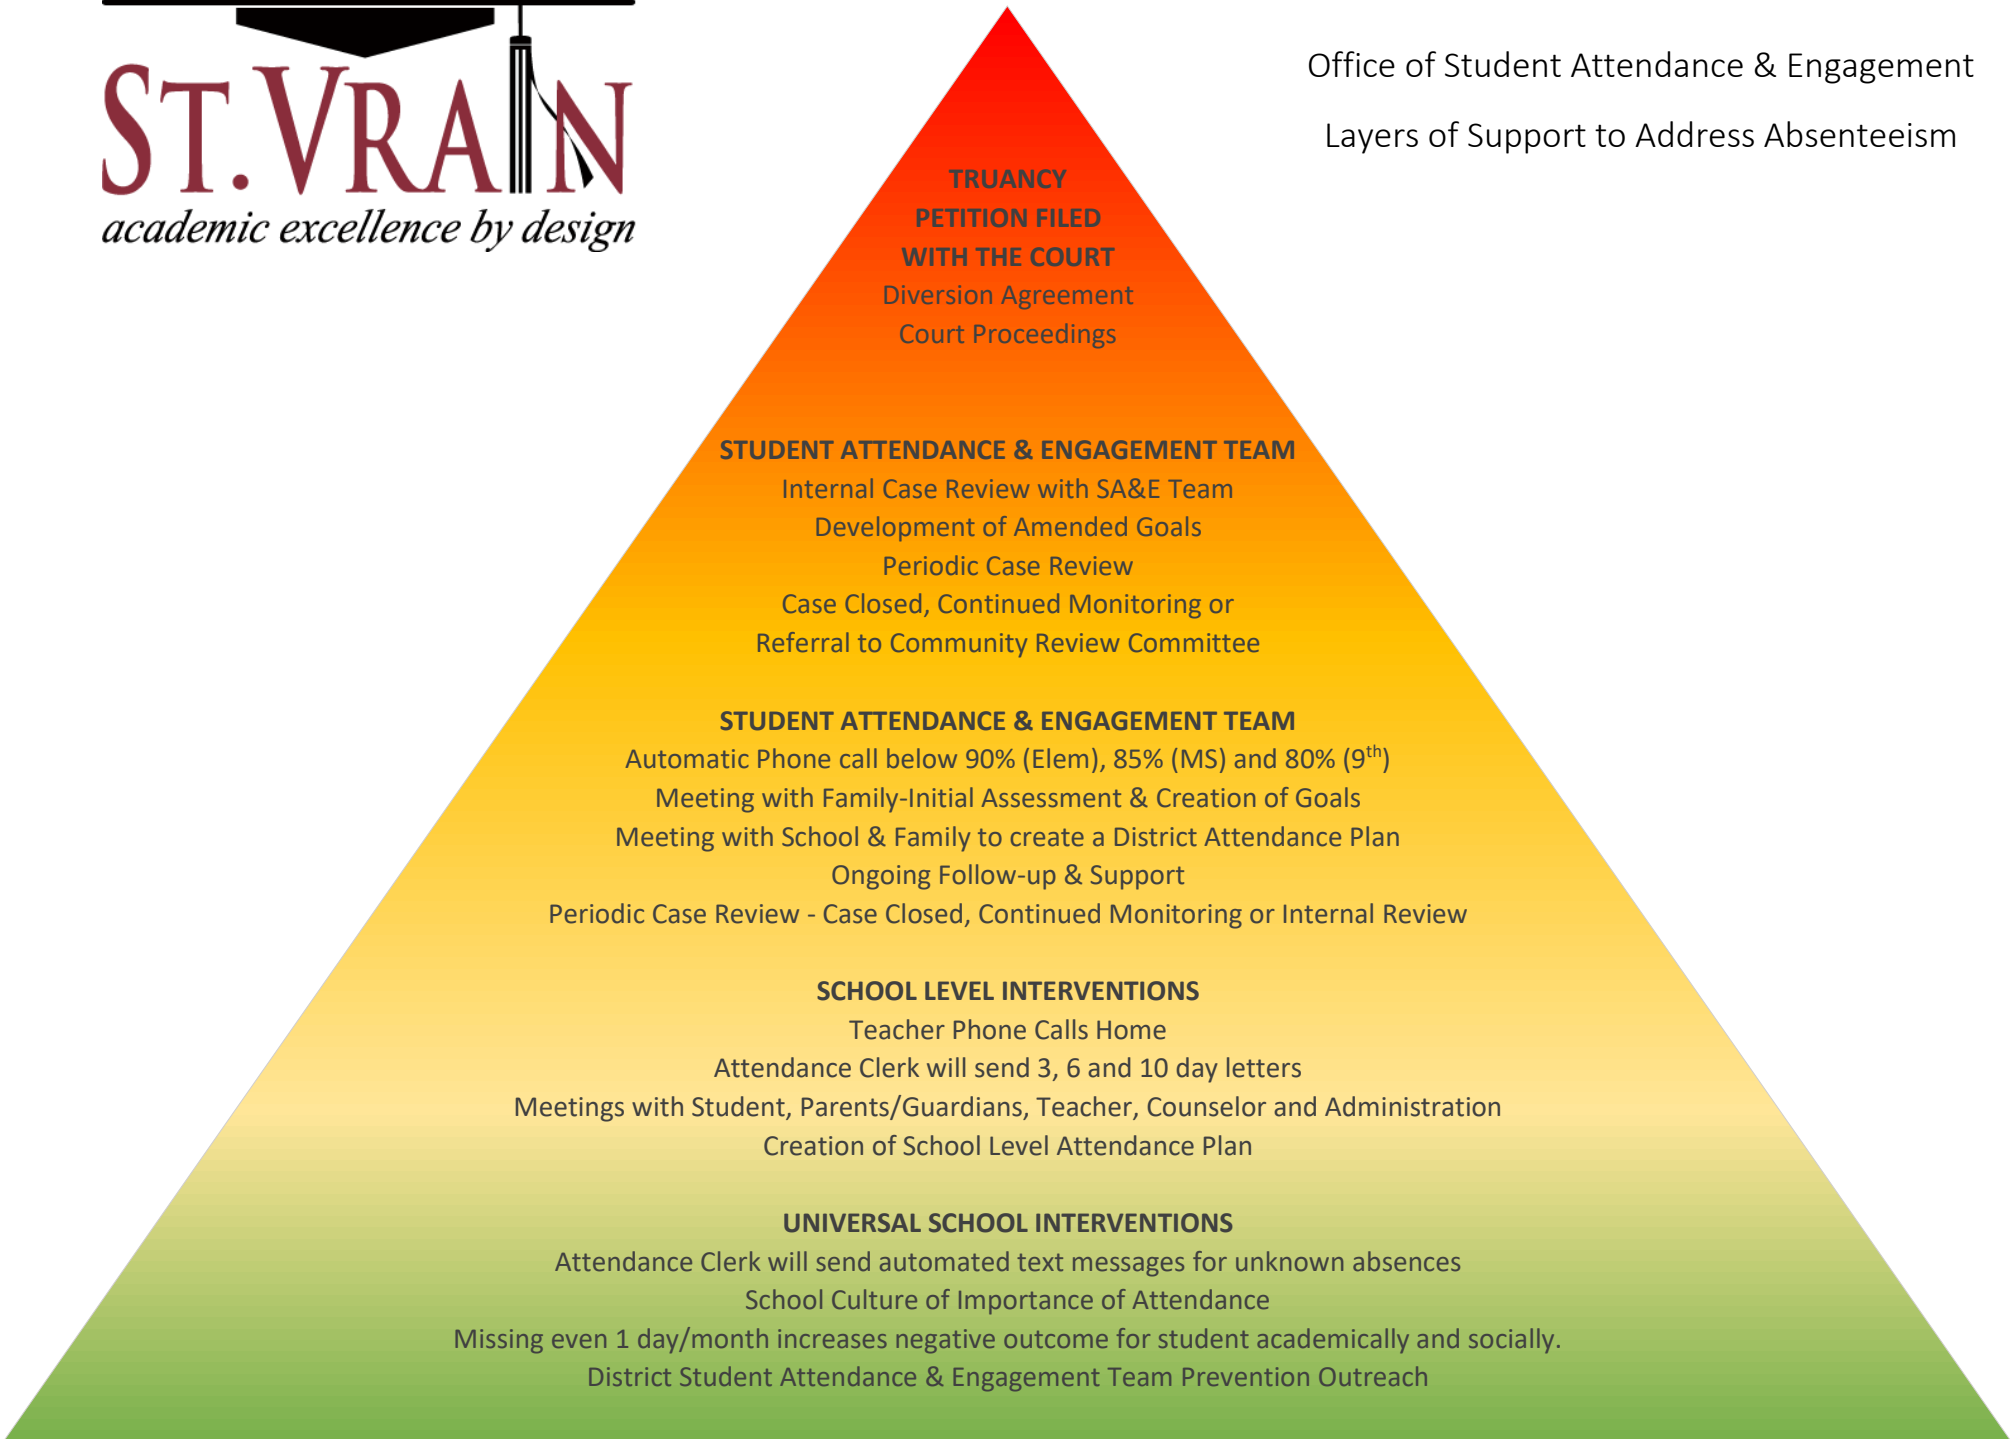 ST. VRAIN
academic excellence by design
Office of Student Attendance & Engagement
Layers of Support to Address Absenteeism
TRUANCY
PETITION FILED
WITH THE COURT
Diversion Agreement
Court Proceedings
STUDENT ATTENDANCE & ENGAGEMENT TEAM
Internal Case Review with SA&E Team
Development of Amended Goals
Periodic Case Review
Case Closed, Continued Monitoring or
Referral to Community Review Committee
STUDENT ATTENDANCE & ENGAGEMENT TEAM
Automatic Phone call below 90% (Elem), 85% (MS) and 80% (9th)
Meeting with Family-Initial Assessment & Creation of Goals
Meeting with School & Family to create a District Attendance Plan
Ongoing Follow-up & Support
Periodic Case Review - Case Closed, Continued Monitoring or Internal Review
SCHOOL LEVEL INTERVENTIONS
Teacher Phone Calls Home
Attendance Clerk will send 3, 6 and 10 day letters
Meetings with Student, Parents/Guardians, Teacher, Counselor and Administration
Creation of School Level Attendance Plan
UNIVERSAL SCHOOL INTERVENTIONS
Attendance Clerk will send automated text messages for unknown absences
School Culture of Importance of Attendance
Missing even 1 day/month increases negative outcome for student academically and socially.
District Student Attendance & Engagement Team Prevention Outreach